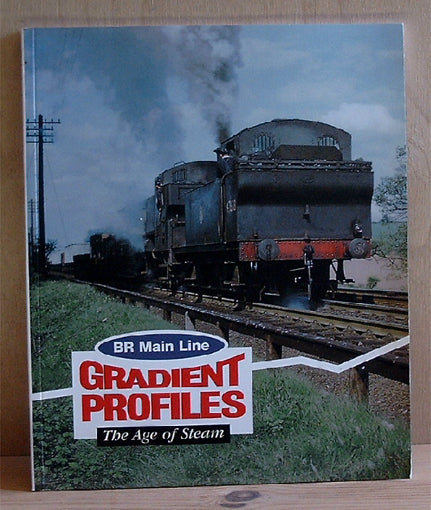 BR Main Line
GRADIENT
PROFILES
The Age of Steam